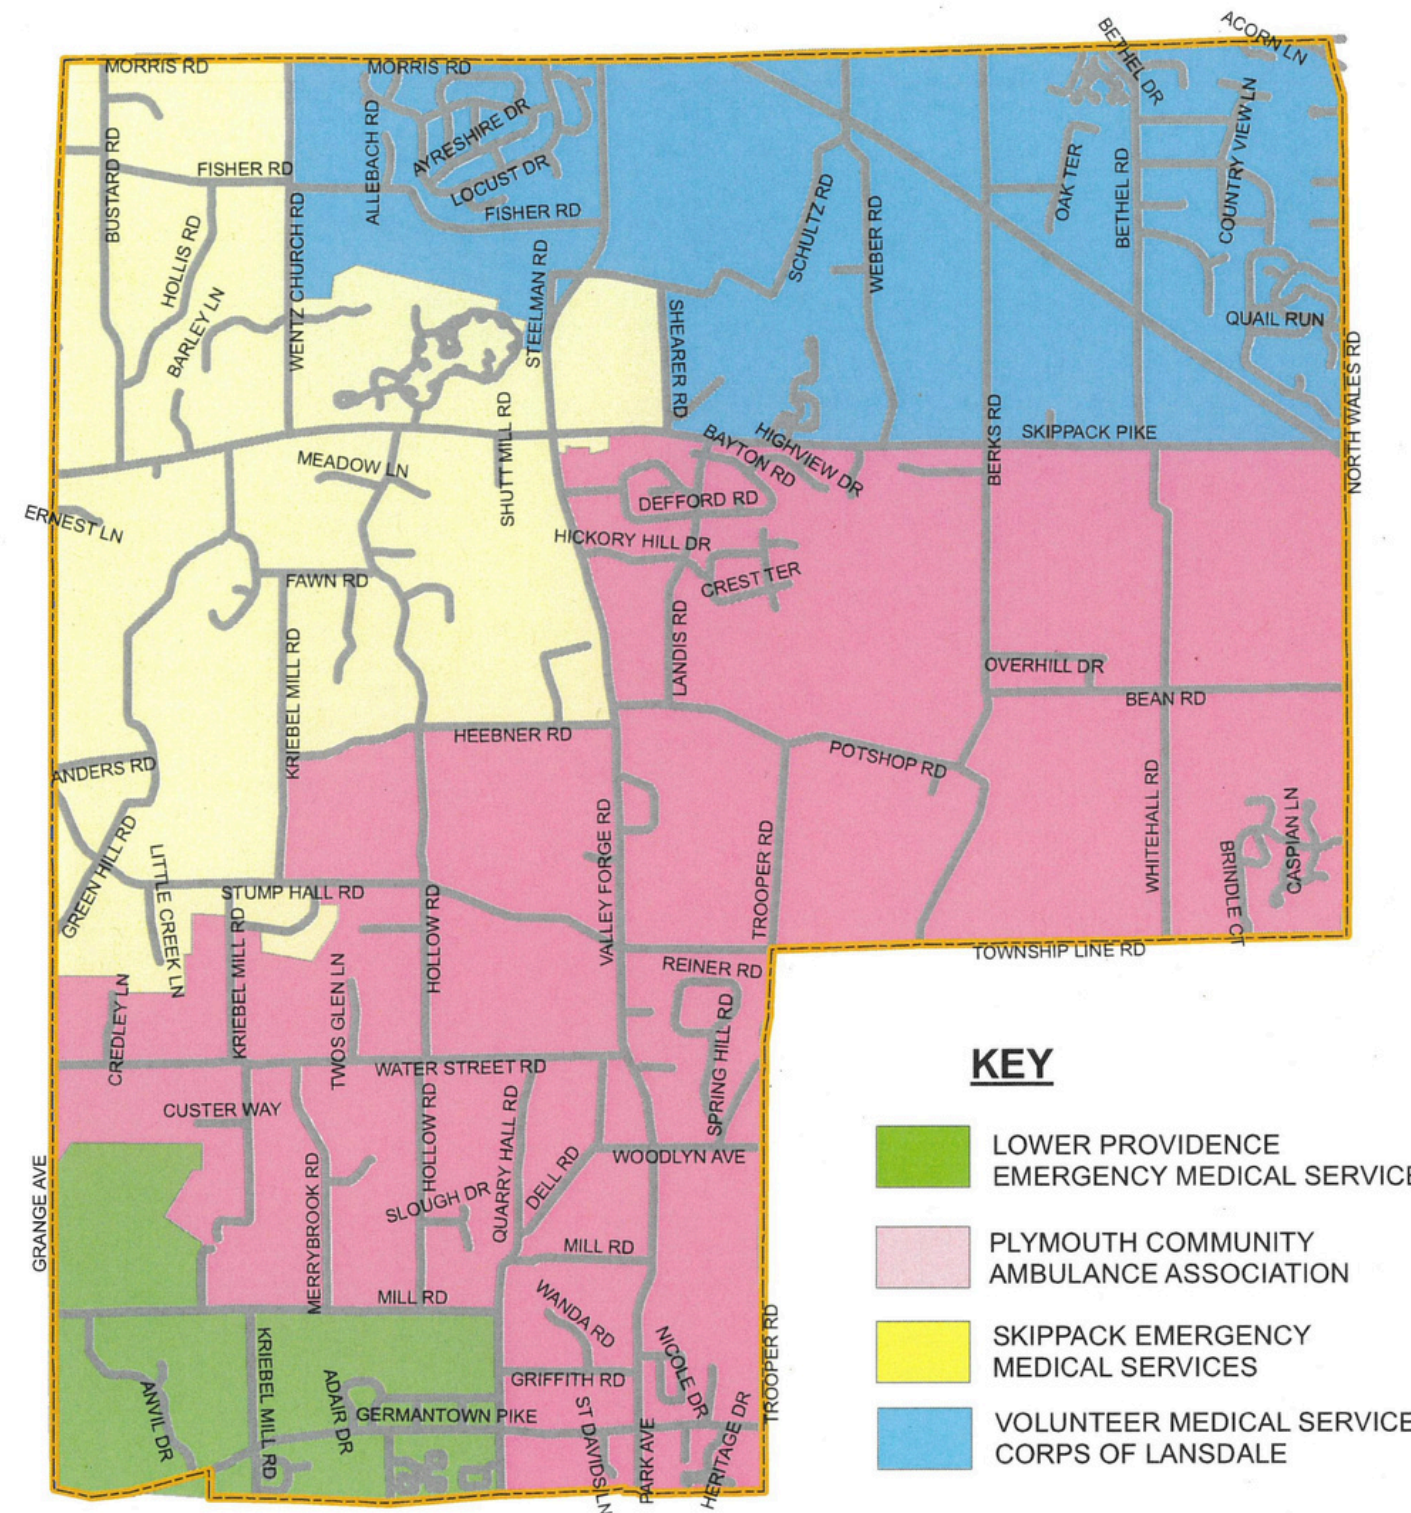 ACORN LN
BETHEL DR
MORRIS RD
MORRIS RD
BUSTARD RD
FISHER RD
ALLEBACH RD
AYRESHIRE DR
LOCUST DR
FISHER RD
OAK TER
BETHEL RD
COUNTRY VIEW LN
HOLLIS RD
BARLEY LN
WENTZ CHURCH RD
STEELMAN RD
SCHULTZ RD
WEBER RD
QUAIL RUN
SHEARER RD
NORTH WALES RD
SHUTT MILL RD
BERKS RD
SKIPPACK PIKE
MEADOW LN
BAYTON RD
HIGHVIEW DR
DEFFORD RD
ERNEST LN
HICKORY HILL DR
CREST TER
FAWN RD
KRIEBEL MILL RD
LANDIS RD
OVERHILL DR
BEAN RD
HEEBNER RD
ANDERS RD
POTSHOP RD
GREEN HILL RD
LITTLE CREEK LN
STUMP HALL RD
VALLEY FORGE RD
TROOPER RD
WHITEHALL RD
BRINDLE CT
CASPIAN LN
HOLLOW RD
KRIEBEL MILL RD
TOWNSHIP LINE RD
REINER RD
CREDLEY LN
TWOS GLEN LN
SPRING HILL RD
WATER STREET RD
CUSTER WAY
HOLLOW RD
QUARRY HALL RD
DELL RD
WOODLYN AVE
GRANGE AVE
MERRYBROOK RD
SLOUGH DR
MILL RD
MILL RD
WANDA RD
NICOLE DR
TROOPER RD
ANVIL DR
KRIEBEL MILL RD
ADAIR DR
GERMANTOWN PIKE
GRIFFITH RD
ST DAVIDS LN
PARK AVE
HERITAGE DR
KEY
LOWER PROVIDENCE
EMERGENCY MEDICAL SERVICE
PLYMOUTH COMMUNITY
AMBULANCE ASSOCIATION
SKIPPACK EMERGENCY
MEDICAL SERVICES
VOLUNTEER MEDICAL SERVICE
CORPS OF LANSDALE